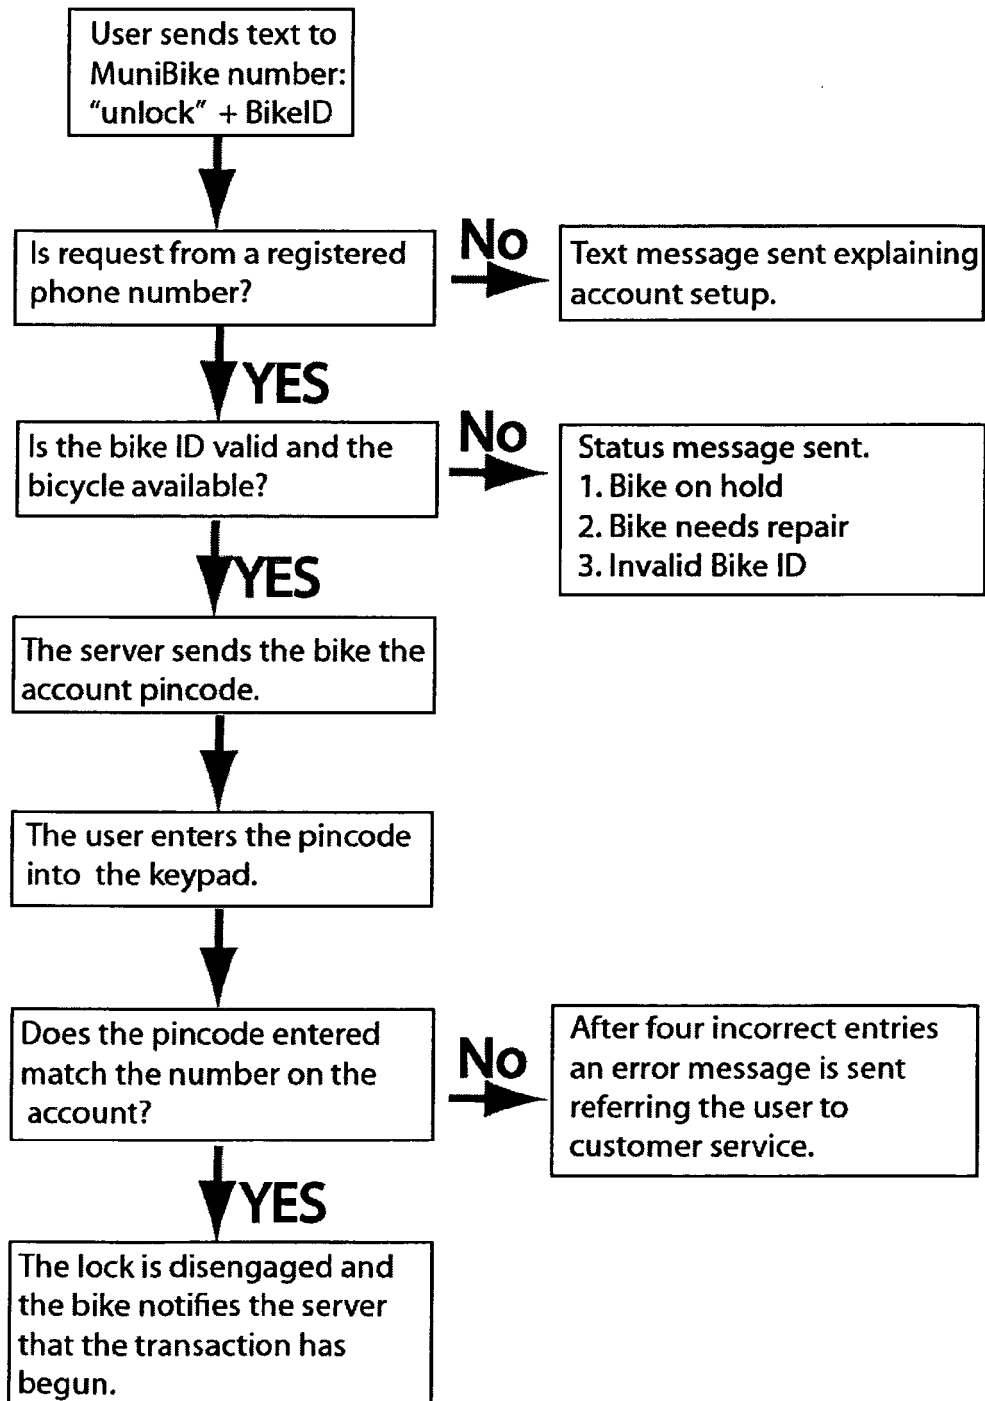 User sends text to
MuniBike number:
"unlock" + BikeID
Is request from a registered
phone number?
No
Text message sent explaining
account setup.
YES
Is the bike ID valid and the
bicycle available?
No
Status message sent.
1. Bike on hold
2. Bike needs repair
3. Invalid Bike ID
YES
The server sends the bike the
account pincode.
The user enters the pincode
into the keypad.
Does the pincode entered
match the number on the
account?
No
After four incorrect entries
an error message is sent
referring the user to
customer service.
YES
The lock is disengaged and
the bike notifies the server
that the transaction has
begun.